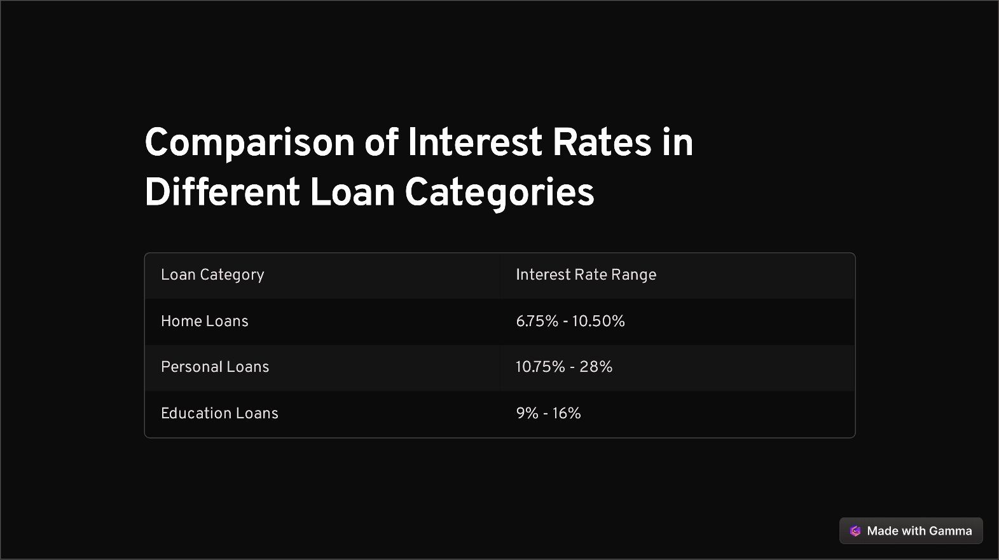 Comparison of Interest Rates in
Different Loan Categories
Loan Category Interest Rate Range
Home Loans 6.75% - 10.50%
Personal Loans 10.75% - 28%
Education Loans 9% - 16%
Made with Gamma